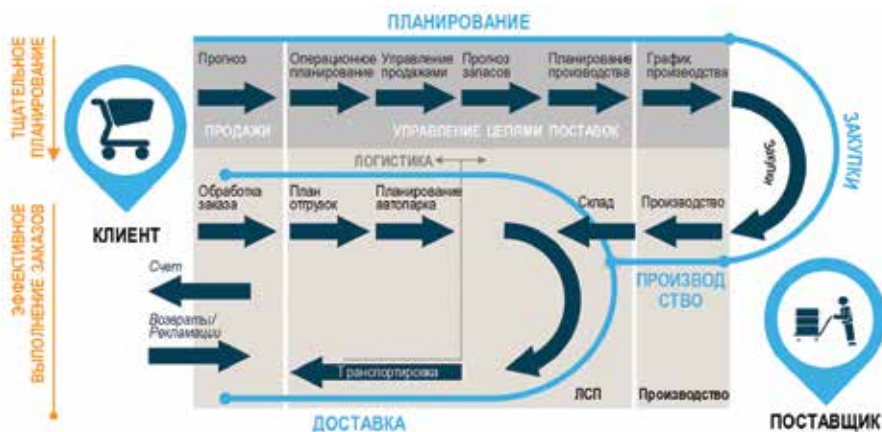 ПЛАНИРОВАНИЕ
ТЩАТЕЛЬНОЕ
ПЛАНИРОВАНИЕ
Прогноз
Операционное
планирование
Управление
продажами
Прогноз
запасов
Планирование
производства
График
производства
ПРОДАЖИ
УПРАВЛЕНИЕ ЦЕПЯМИ ПОСТАВОК
ЗАКУПКИ
Закупки
ЛОГИСТИКА
ЭФФЕКТИВНОЕ
ВЫПОЛНЕНИЕ ЗАКАЗОВ
КЛИЕНТ
Обработка
заказа
План
отгрузок
Планирование
автопарка
Склад
Производство
Счет
ПРОИЗВОД
СТВО
Возвраты/
Рекламации
Транспортировка
ЛСП
Производство
ДОСТАВКА
ПОСТАВЩИК